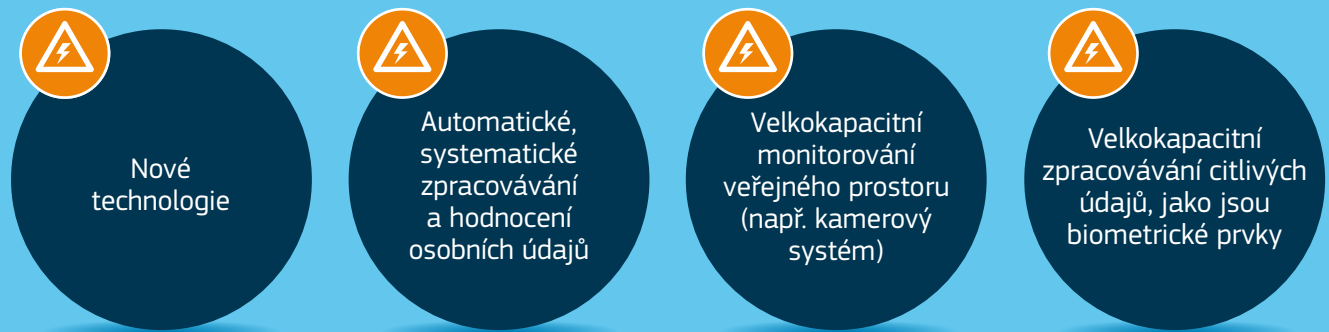 Nové
technologie
Automatické,
systematické
zpracovávání
a hodnocení
osobních údajů
Velkokapacitní
monitorování
veřejného prostoru
(např. kamerový
systém)
Velkokapacitní
zpracovávání citlivých
údajů, jako jsou
biometrické prvky